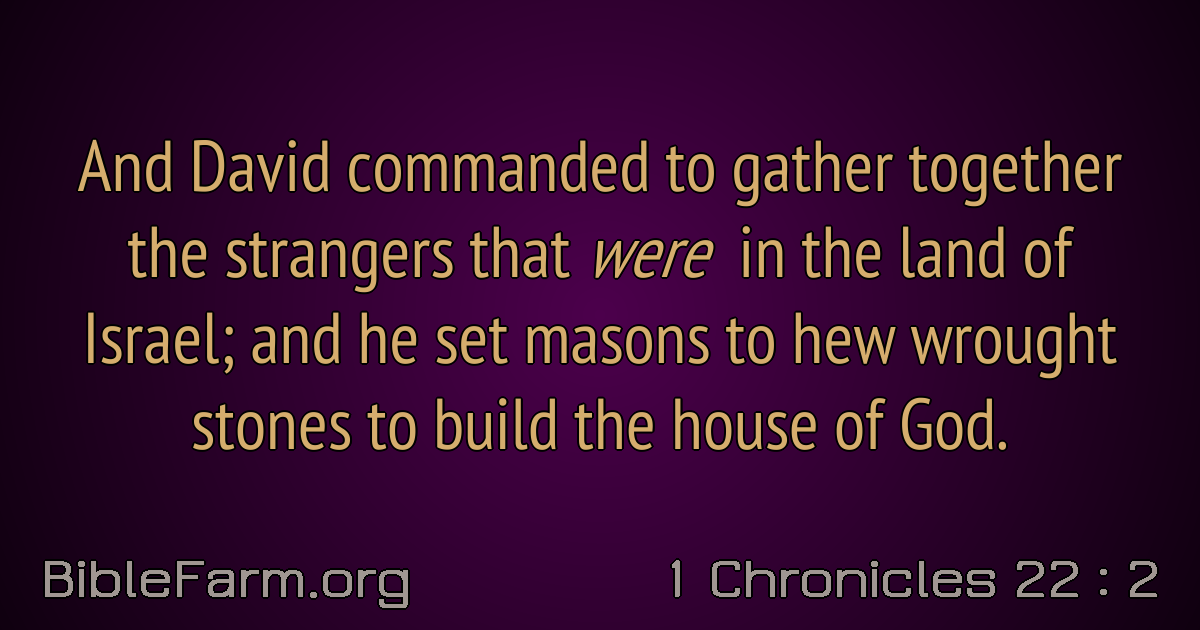 And David commanded to gather together
the strangers that were in the land of
Israel; and he set masons to hew wrought
stones to build the house of God.
BibleFarm.org
1 Chronicles 22 : 2